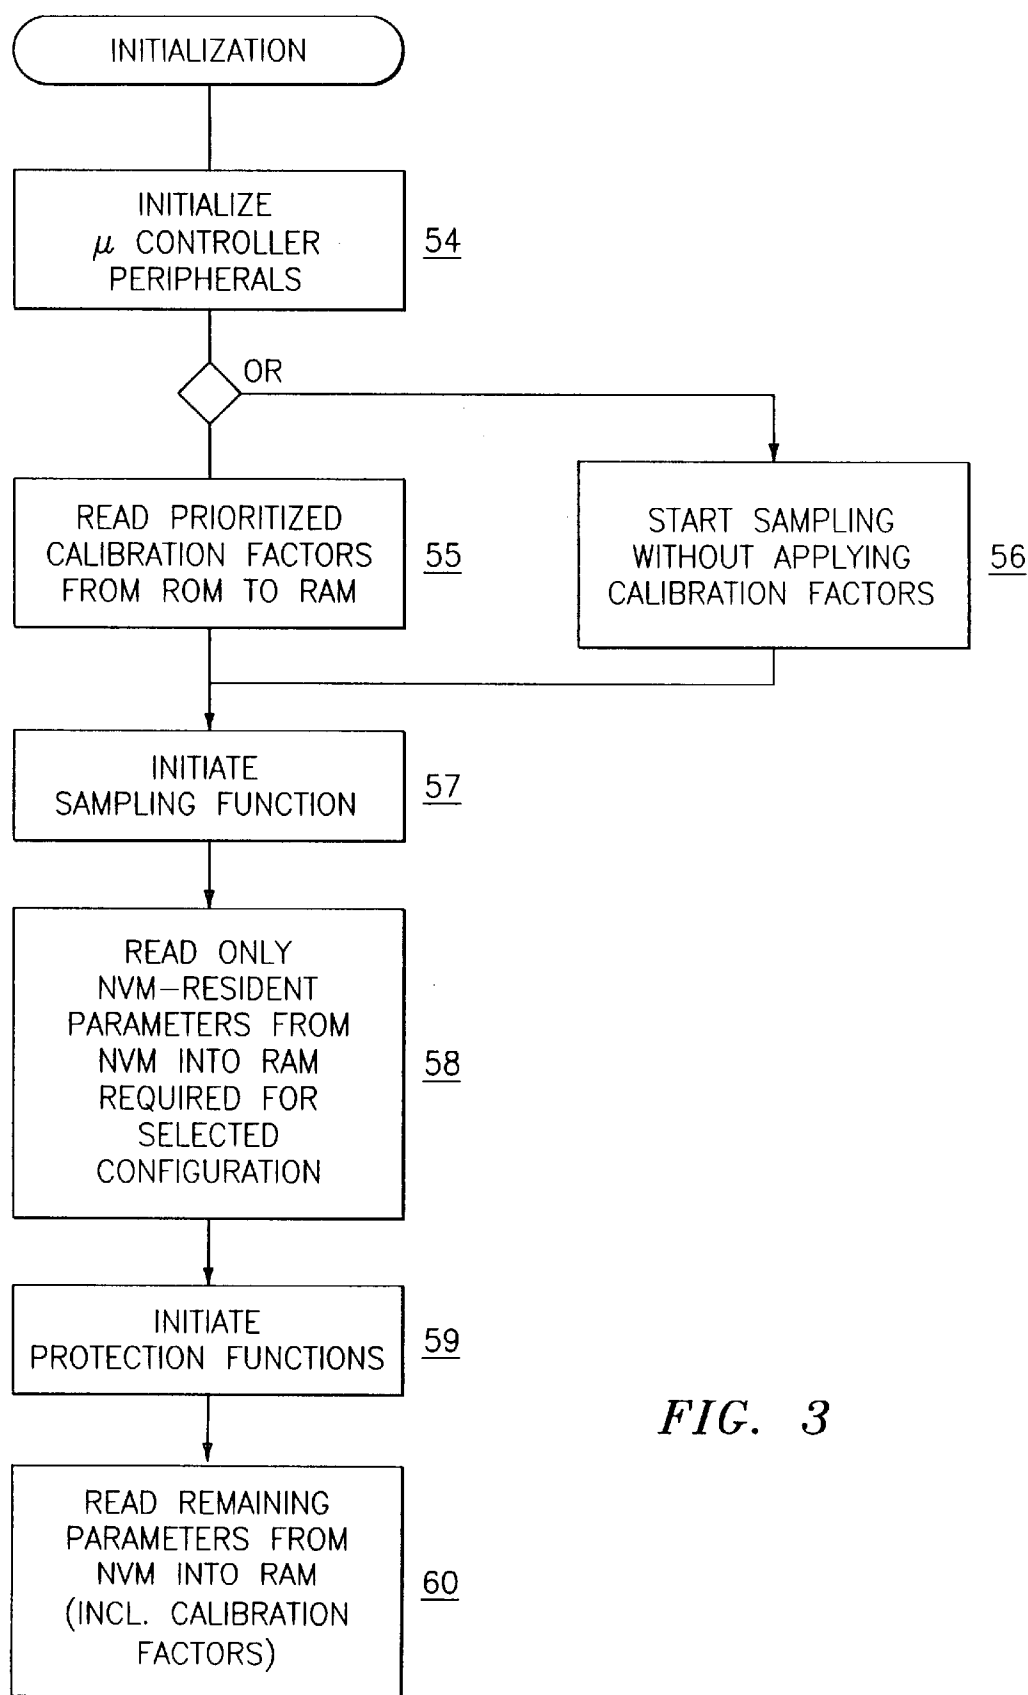 INITIALIZATION
INITIALIZE
μ CONTROLLER
PERIPHERALS
54
OR
READ PRIORITIZED
CALIBRATION FACTORS
FROM ROM TO RAM
55
START SAMPLING
WITHOUT APPLYING
CALIBRATION FACTORS
56
INITIATE
SAMPLING FUNCTION
57
READ ONLY
NVM-RESIDENT
PARAMETERS FROM
NVM INTO RAM
REQUIRED FOR
SELECTED
CONFIGURATION
58
INITIATE
PROTECTION FUNCTIONS
59
FIG. 3
READ REMAINING
PARAMETERS FROM
NVM INTO RAM
(INCL. CALIBRATION
FACTORS)
60